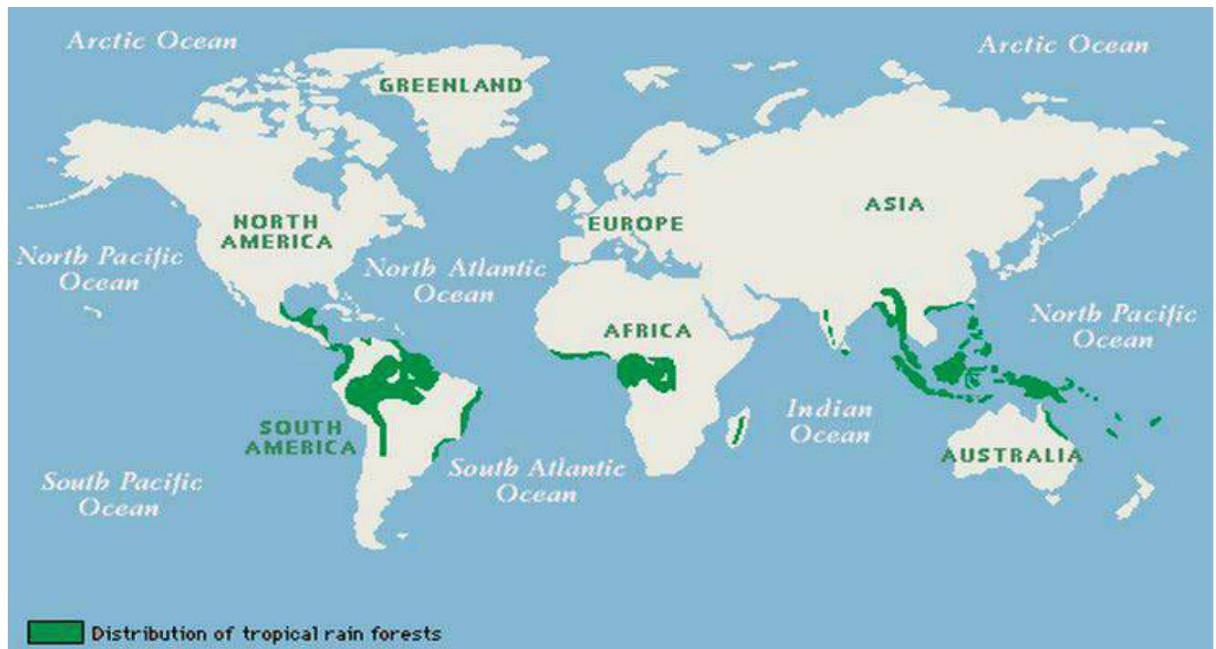 Arctic Ocean
Arctic Ocean
GREENLAND
NORTH
AMERICA
EUROPE
ASIA
North Pacific
Ocean
North Atlantic
Ocean
North Pacific
Ocean
AFRICA
SOUTH
AMERICA
Indian
Ocean
AUSTRALIA
South Pacific
Ocean
South Atlantic
Ocean
Distribution of tropical rain forests